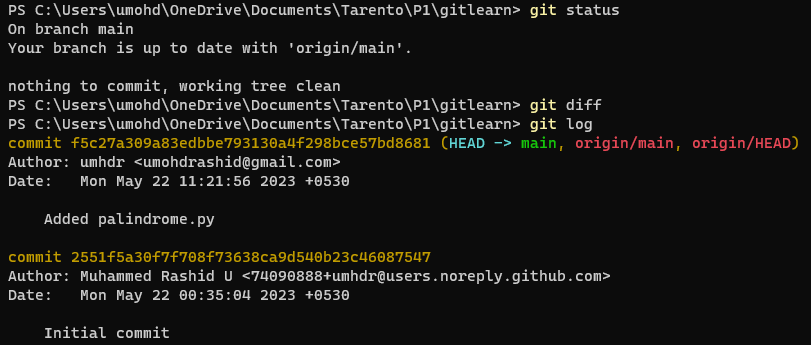 PS C:\Users\umohd\OneDrive\Documents\Tarento\P1\gitlearn> git status
On branch main
Your branch is up to date with 'origin/main'.
nothing to commit, working tree clean
PS C:\Users\umohd\OneDrive\Documents\Tarento\P1\gitlearn> git diff
PS C:\Users\umohd\OneDrive\Documents\Tarento\P1\gitlearn> git log
commit f5c27a309a83edbbe793130a4f298bce57bd8681 (HEAD -> main, origin/main, origin/HEAD)
Author: umhdr <umohdrashid@gmail.com>
Date:   Mon May 22 11:21:56 2023 +0530
    Added palindrome.py
commit 2551f5a30f7f708f73638ca9d540b23c46087547
Author: Muhammed Rashid U <74090888+umhdr@users.noreply.github.com>
Date:   Mon May 22 00:35:04 2023 +0530
    Initial commit